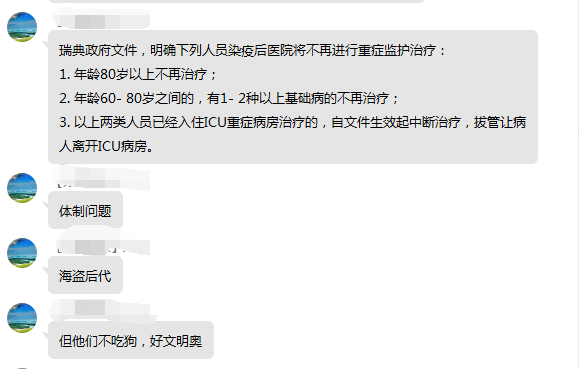 瑞典政府文件，明确下列人员染疫后医院将不再进行重症监护治疗：
1. 年龄80岁以上不再治疗；
2. 年龄60- 80岁之间的，有1- 2种以上基础病的不再治疗；
3. 以上两类人员已经入住ICU重症病房治疗的，自文件生效起中断治疗，拔管让病
人离开ICU病房。
体制问题
海盗后代
但他们不吃狗，好文明奥